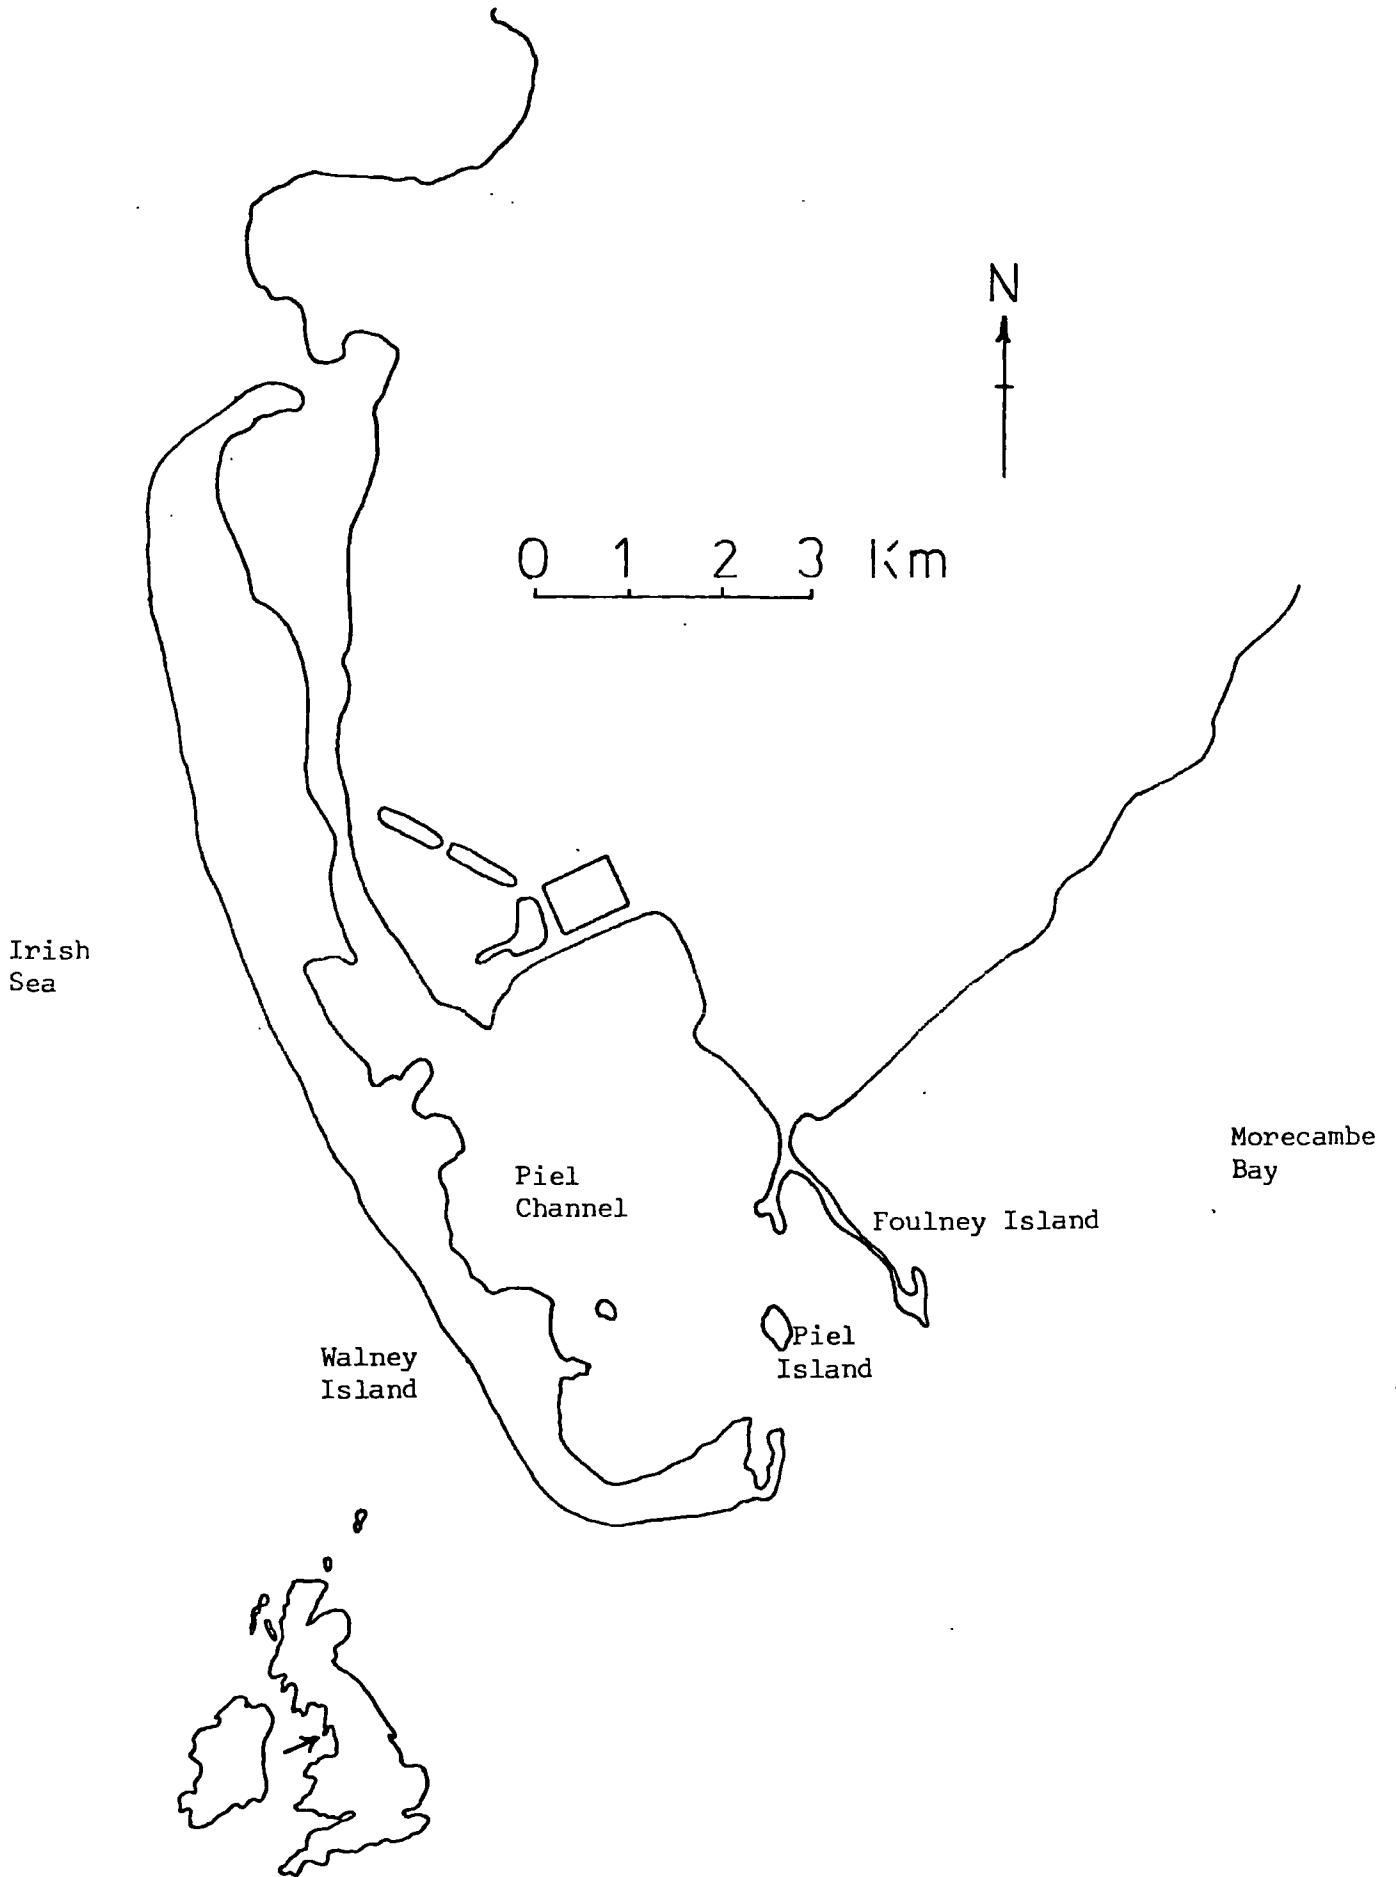 N
0 1 2 3 Km
Irish
Sea
Morecambe
Bay
Piel
Channel
Foulney Island
Piel
Island
Walney
Island